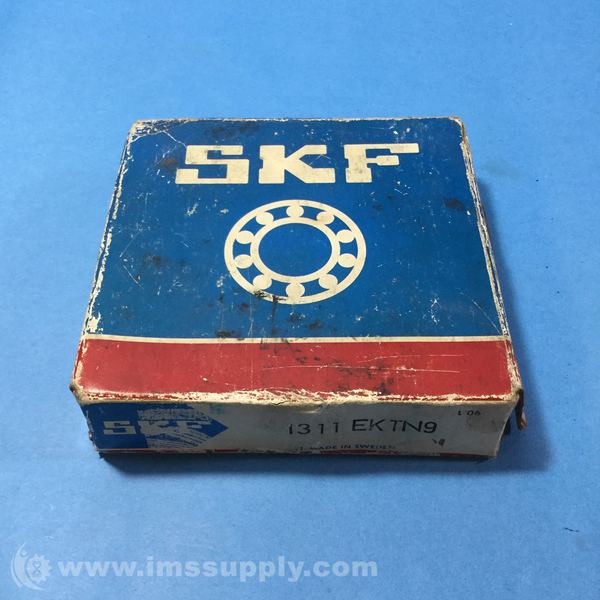 SKF
L 06
SKF 1311 EKTN9
MADE IN SWEDEN
www.imssupply.com